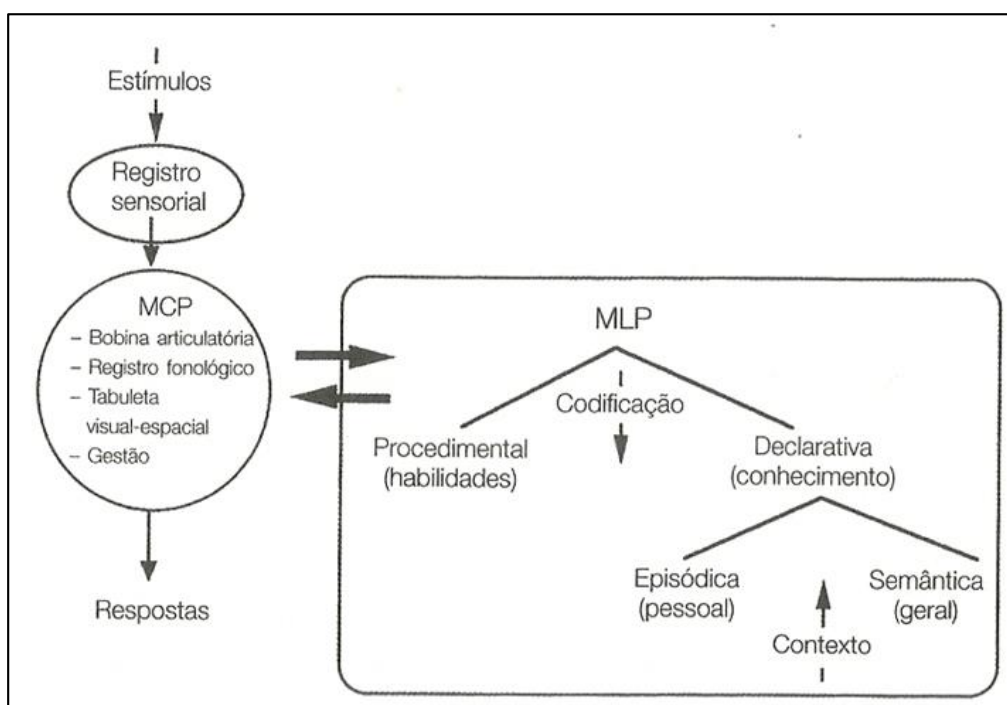 Estímulos
Registro
sensorial
MCP
– Bobina articulatória
– Registro fonológico
– Tabuleta
visual-espacial
– Gestão
Respostas
MLP
Codificação
Procedimental
(habilidades)
Declarativa
(conhecimento)
Episódica
(pessoal)
Semântica
(geral)
Contexto